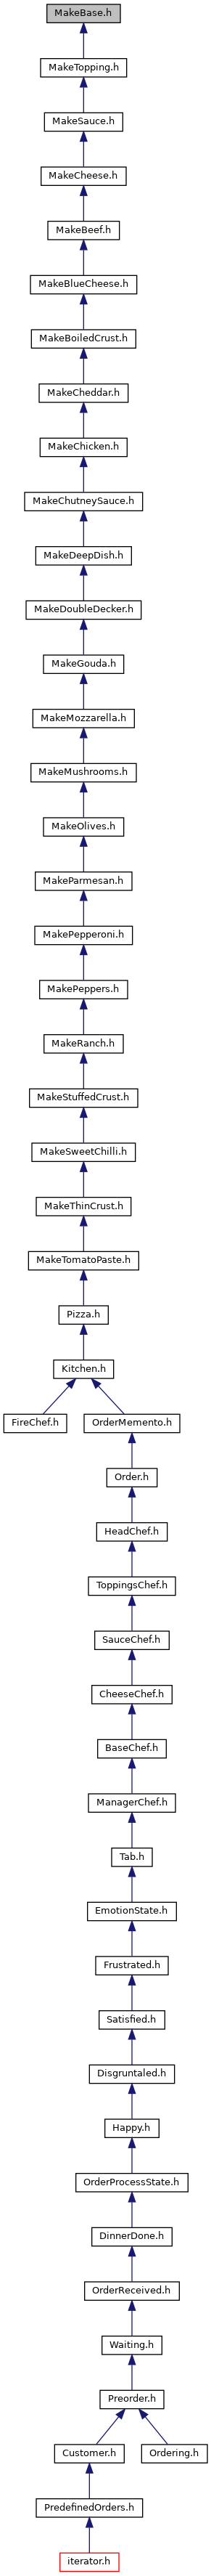 MakeBase.h
MakeTopping.h
MakeSauce.h
MakeCheese.h
MakeBeef.h
MakeBlueCheese.h
MakeBoiledCrust.h
MakeCheddar.h
MakeChicken.h
MakeChutneySauce.h
MakeDeepDish.h
MakeDoubleDecker.h
MakeGouda.h
MakeMozzarella.h
MakeMushrooms.h
MakeOlives.h
MakeParmesan.h
MakePepperoni.h
MakePeppers.h
MakeRanch.h
MakeStuffedCrust.h
MakeSweetChilli.h
MakeThinCrust.h
MakeTomatoPaste.h
Pizza.h
Kitchen.h
FireChef.h OrderMemento.h
Order.h
HeadChef.h
ToppingsChef.h
SauceChef.h
CheeseChef.h
BaseChef.h
ManagerChef.h
Tab.h
EmotionState.h
Frustrated.h
Satisfied.h
Disgruntaled.h
Happy.h
OrderProcessState.h
DinnerDone.h
OrderReceived.h
Waiting.h
Preorder.h
Customer.h Ordering.h
PredefinedOrders.h
iterator.h